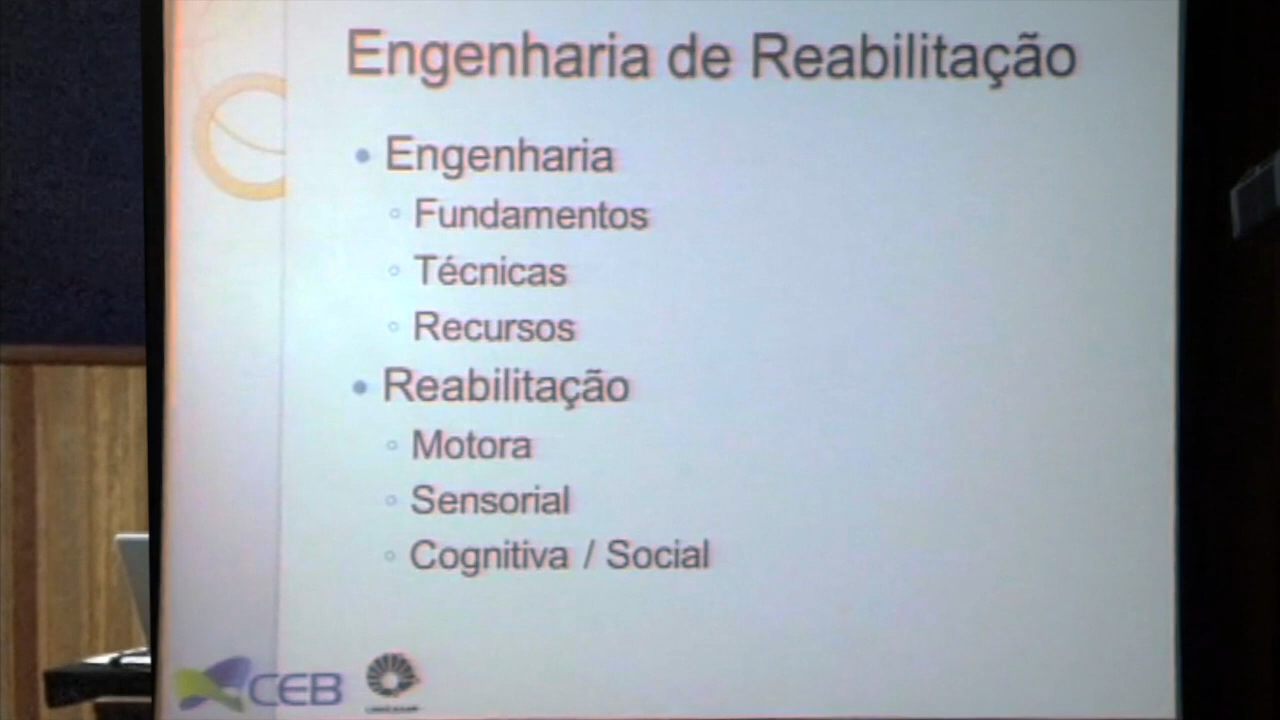 Engenharia de Reabilitação
Engenharia
Fundamentos
Técnicas
Recursos
Reabilitação
Motora
Sensorial
Cognitiva / Social
CEB